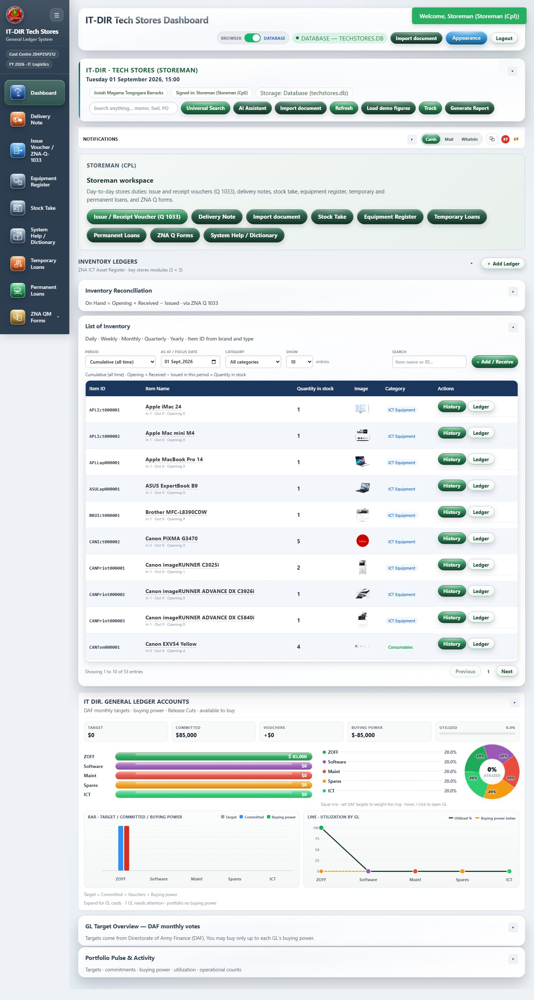 Techstores
☰
IT-DIR Tech Stores
General Ledger System
Cost Centre Z04P2SP212
FY 2026 · IT Logistics
Dashboard
Delivery
Note
Issue
Voucher /
ZNA-Q-
1033
Equipment
Register
Stock Take
System
Help /
Dictionary
Temporary
Loans
Permanent
Loans
ZNA QM
Forms
IT-DIR Tech Stores Dashboard
Welcome, Storeman (Storeman (Cpl))
BROWSER DATABASE
DATABASE — TECHSTORES.DB
Import document
Appearance
Logout
IT-DIR · TECH STORES (STOREMAN)
Tuesday 01 September 2026, 15:00
Josiah Magama Tongogara Barracks
Signed in: Storeman (Storeman (Cpl))
Storage: Database (techstores.db)
Search anything... memo, fuel, PO
Universal Search
AI Assistant
Import document
Refresh
Load demo figures
Track
Generate Report
NOTIFICATIONS
Cards Mail WhatsIn
37 29
STOREMAN (CPL)
Storeman workspace
Day-to-day stores duties: issue and receipt vouchers (Q 1033), delivery notes, stock take, equipment register, temporary and
permanent loans, and ZNA Q forms.
Issue / Receipt Voucher (Q 1033)
Delivery Note
Import document
Stock Take
Equipment Register
Temporary Loans
Permanent Loans
ZNA Q Forms
System Help / Dictionary
INVENTORY LEDGERS
ZNA ICT Asset Register · key stores modules (3 × 3)
+ Add Ledger
Inventory Reconciliation
On Hand = Opening + Received − Issued · via ZNA Q 1033
List of Inventory
Daily · Weekly · Monthly · Quarterly · Yearly · Item ID from brand and type
PERIOD AS AT / FOCUS DATE CATEGORY SHOW SEARCH
Cumulative (all time) 01 Sept,2026 All categories 10 entries Item name or ID... + Add / Receive
Cumulative (all time) · Opening + Received − Issued in this period = Quantity in stock
Item ID Item Name Quantity in stock Image Category Actions
APLIct000001 Apple iMac 24 1 ICT Equipment History Ledger
In 1 · Out 0 · Opening 0
APLIct000002 Apple Mac mini M4 1 Mini ICT Equipment History Ledger
In 1 · Out 0 · Opening 0
APLLap000001 Apple MacBook Pro 14 1 ICT Equipment History Ledger
In 1 · Out 0 · Opening 0
ASULap000001 ASUS ExpertBook B9 1 ICT Equipment History Ledger
In 1 · Out 0 · Opening 0
BROIct000001 Brother MFC-L8390CDW 1 ICT Equipment History Ledger
In 1 · Out 0 · Opening 0
CANIct000002 Canon PIXMA G3470 5 Canon ICT Equipment History Ledger
In 5 · Out 0 · Opening 0
CANPrint000001 Canon imageRUNNER C3025i 2 ICT Equipment History Ledger
In 1 · Out 0 · Opening 1
CANPrint000002 Canon imageRUNNER ADVANCE DX C3926i 1 ICT Equipment History Ledger
In 1 · Out 0 · Opening 0
CANPrint000003 Canon imageRUNNER ADVANCE DX C5840i 1 ICT Equipment History Ledger
In 1 · Out 0 · Opening 0
CANTon000001 Canon EXV54 Yellow 4 Consumables History Ledger
In 0 · Out 0 · Opening 4
Showing 1 to 10 of 53 entries
Previous 1 Next
IT DIR. GENERAL LEDGER ACCOUNTS
DAF monthly targets · buying power · Release Cuts · available to buy
TARGET
$0
COMMITTED
$85,000
VOUCHERS
+$0
BUYING POWER
$-85,000
UTILIZED 0.0%
ZOFF $-85,000
Software $0
Maint $0
Spares $0
ICT $0
ZOFF 20.0%
Software 20.0%
Maint 20.0%
Spares 20.0%
ICT 20.0%
20% 20%
0%
UTILIZED
20% 20%
20%
Equal mix · set DAF targets to weight the ring · hover / click to open GL
BAR · TARGET / COMMITTED / BUYING POWER
Target Committed Buying power
ZOFF Software Maint Spares ICT
LINE · UTILIZATION BY GL
Utilized % Buying power index
100
75
50
25
0
ZOFF Software Maint Spares ICT
Target = Committed + Vouchers + Buying power
Expand for GL cards · 1 GL needs attention · portfolio no buying power
GL Target Overview — DAF monthly votes
Targets come from Directorate of Army Finance (DAF). You may buy only up to each GL's buying power.
Portfolio Pulse & Activity
Targets · commitments · buying power · utilization · operational counts